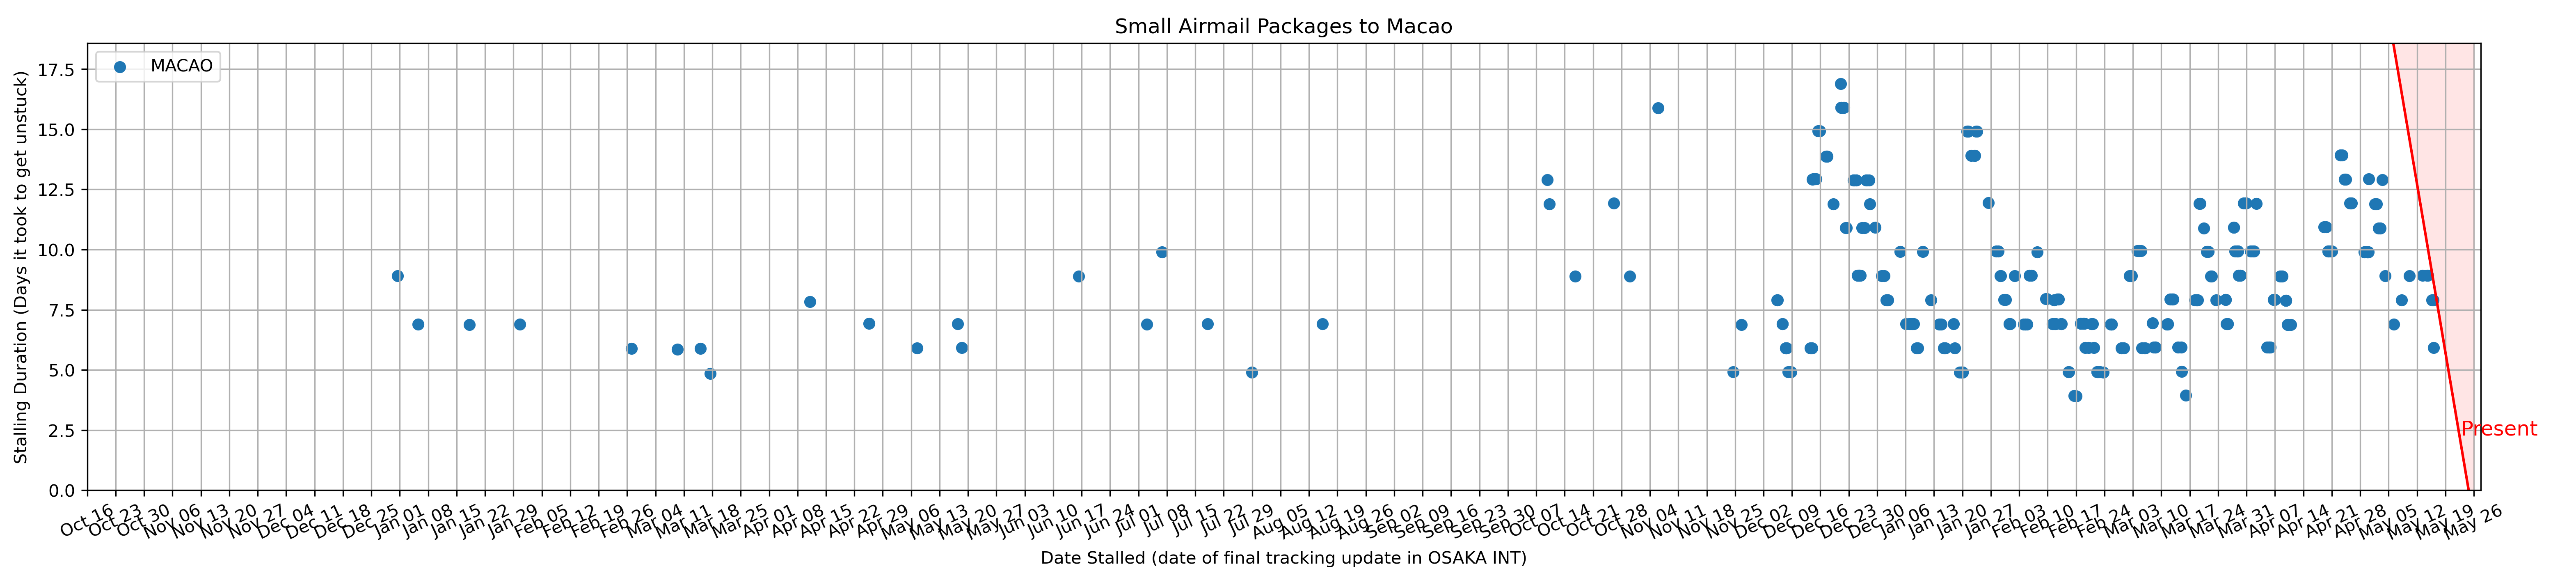 Small Airmail Packages to Macao
MACAO
Stalling Duration (Days it took to get unstuck)
17.5
15.0
12.5
10.0
7.5
5.0
2.5
0.0
Present
Oct 16 Oct 23 Oct 30 Nov 06 Nov 13 Nov 20 Nov 27 Dec 04 Dec 11 Dec 18 Dec 25 Jan 01 Jan 08 Jan 15 Jan 22 Jan 29 Feb 05 Feb 12 Feb 19 Feb 26 Mar 04 Mar 11 Mar 18 Mar 25 Apr 01 Apr 08 Apr 15 Apr 22 Apr 29 May 06 May 13 May 20 May 27 Jun 03 Jun 10 Jun 17 Jun 24 Jul 01 Jul 08 Jul 15 Jul 22 Jul 29 Aug 05 Aug 12 Aug 19 Aug 26 Sep 02 Sep 09 Sep 16 Sep 23 Sep 30 Oct 07 Oct 14 Oct 21 Oct 28 Nov 04 Nov 11 Nov 18 Nov 25 Dec 02 Dec 09 Dec 16 Dec 23 Dec 30 Jan 06 Jan 13 Jan 20 Jan 27 Feb 03 Feb 10 Feb 17 Feb 24 Mar 03 Mar 10 Mar 17 Mar 24 Mar 31 Apr 07 Apr 14 Apr 21 Apr 28 May 05 May 12 May 19 May 26
Date Stalled (date of final tracking update in OSAKA INT)